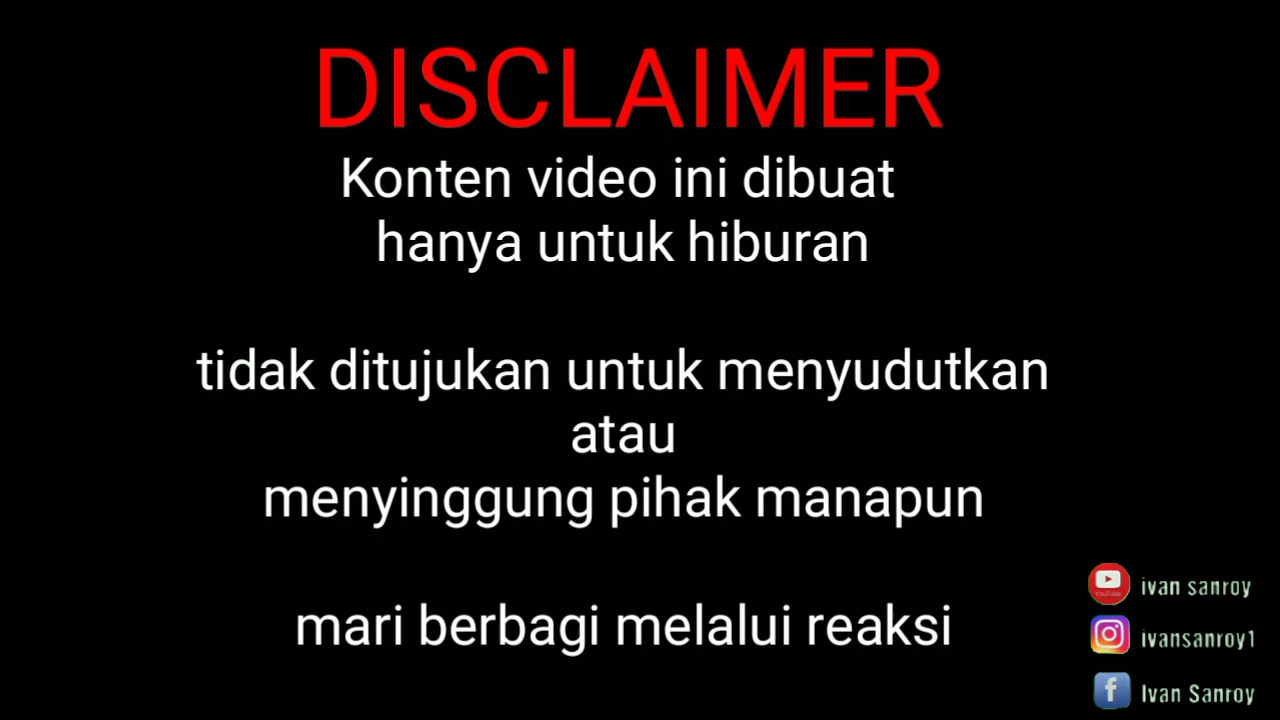 DISCLAIMER
Konten video ini dibuat
hanya untuk hiburan
tidak ditujukan untuk menyudutkan
atau
menyinggung pihak manapun
mari berbagi melalui reaksi
YouTube
ivan sanroy
ivansanroy1
Ivan Sanroy